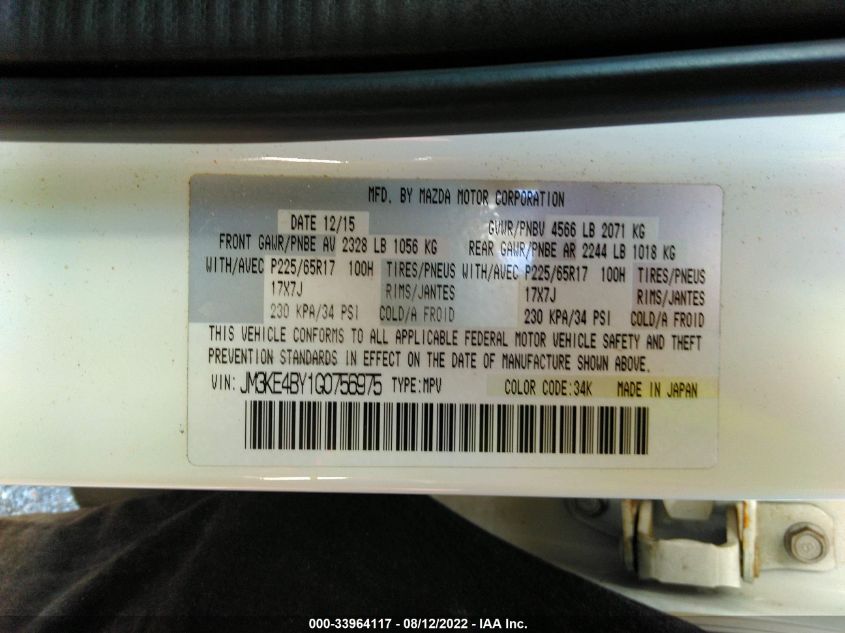 MFD. BY MAZDA MOTOR CORPORATION
DATE 12/15 GVWR/PNBV 4566 LB 2071 KG
FRONT GAWR/PNBE AV 2328 LB 1056 KG REAR GAWR/PNBE AR 2244 LB 1018 KG
WITH/AVEC P225/65R17 100H TIRES/PNEUS WITH/AVEC P225/65R17 100H TIRES/PNEUS
17X7J RIMS/JANTES 17X7J RIMS/JANTES
230 KPA/34 PSI COLD/A FROID 230 KPA/34 PSI COLD/A FROID
THIS VEHICLE CONFORMS TO ALL APPLICABLE FEDERAL MOTOR VEHICLE SAFETY AND THEFT
PREVENTION STANDARDS IN EFFECT ON THE DATE OF MANUFACTURE SHOWN ABOVE.
VIN: JM3KE4BY1G0756975 TYPE:MPV COLOR CODE:34K MADE IN JAPAN
000-33964117 - 08/12/2022 - IAA Inc.